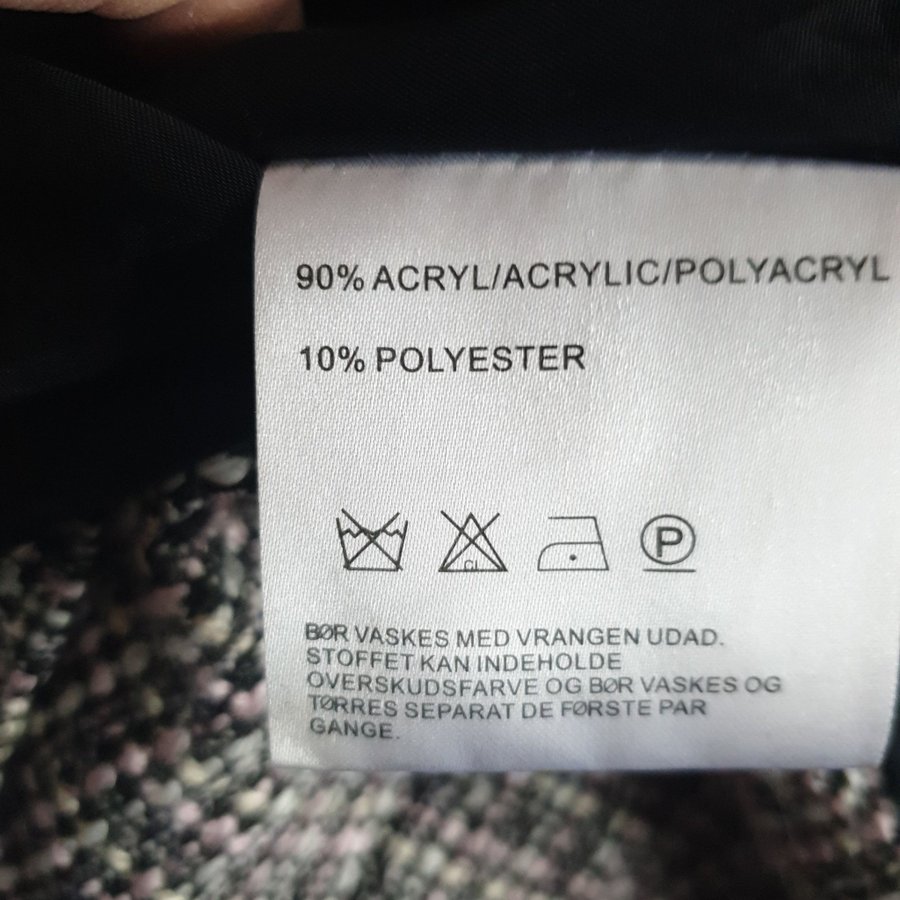 90% ACRYL/ACRYLIC/POLYACRYL
10% POLYESTER
CL
P
BØR VASKES MED VRANGEN UDAD.
STOFFET KAN INDEHOLDE
OVERSKUDSFARVE OG BØR VASKES OG
TØRRES SEPARAT DE FØRSTE PAR
GANGE.